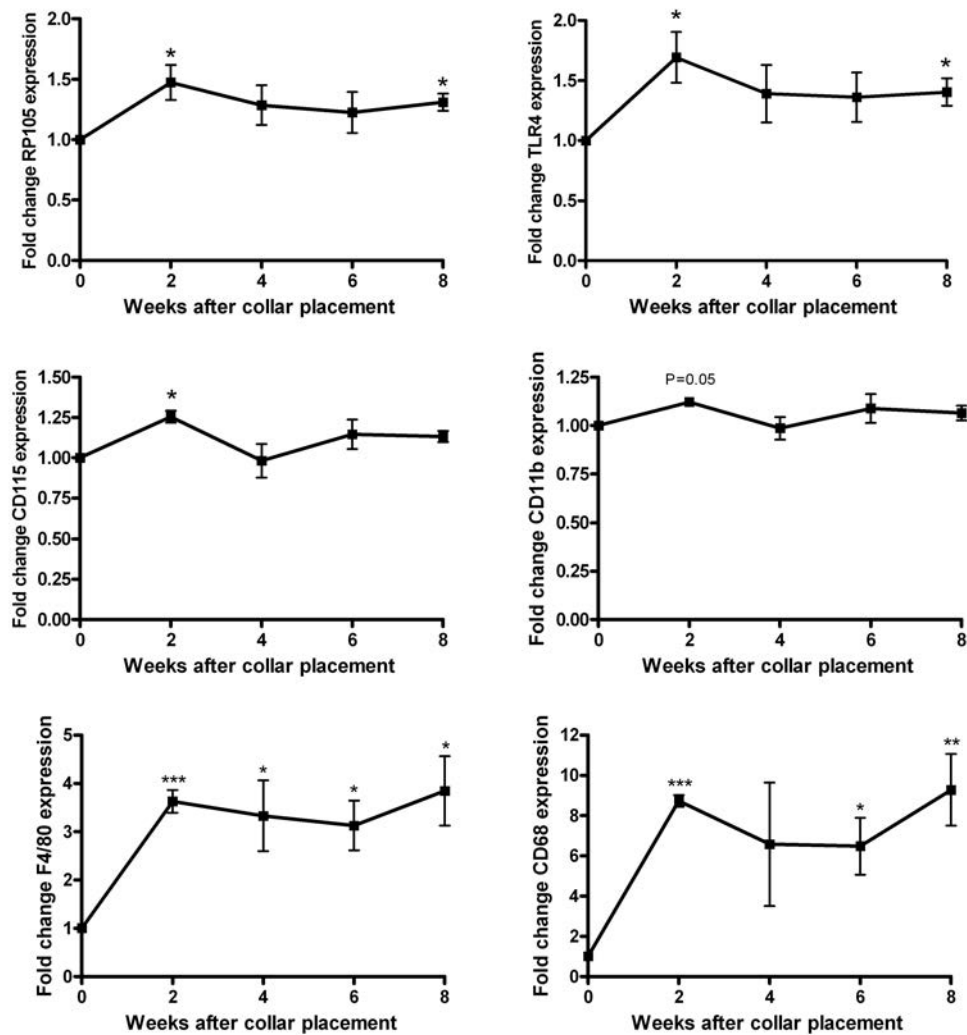 Fold change RP105 expression
2.0
1.5
1.0
0.5
0.0
*
*
0 2 4 6 8
Weeks after collar placement
Fold change TLR4 expression
2.0
1.5
1.0
0.5
0.0
*
*
0 2 4 6 8
Weeks after collar placement
Fold change CD115 expression
1.50
1.25
1.00
0.75
0.50
0.25
0.00
*
0 2 4 6 8
Weeks after collar placement
Fold change CD11b expression
1.25
1.00
0.75
0.50
0.25
0.00
P=0.05
0 2 4 6 8
Weeks after collar placement
Fold change F4/80 expression
5
4
3
2
1
0
***
*
*
*
0 2 4 6 8
Weeks after collar placement
Fold change CD68 expression
12
10
8
6
4
2
0
***
*
**
0 2 4 6 8
Weeks after collar placement